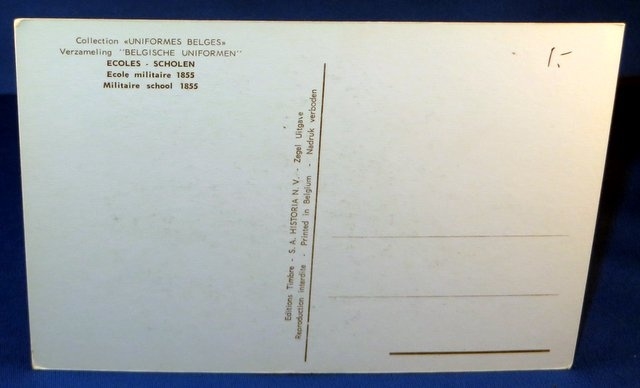 Collection «UNIFORMES BELGES»
Verzameling "BELGISCHE UNIFORMEN"
ECOLES - SCHOLEN
Ecole militaire 1855
Militaire school 1855
Editions Timbre - S. A. HISTORIA N. V. - Zegel Uitgave
Reproduction interdite - Printed in Belgium - Nadruk verboden
1.-